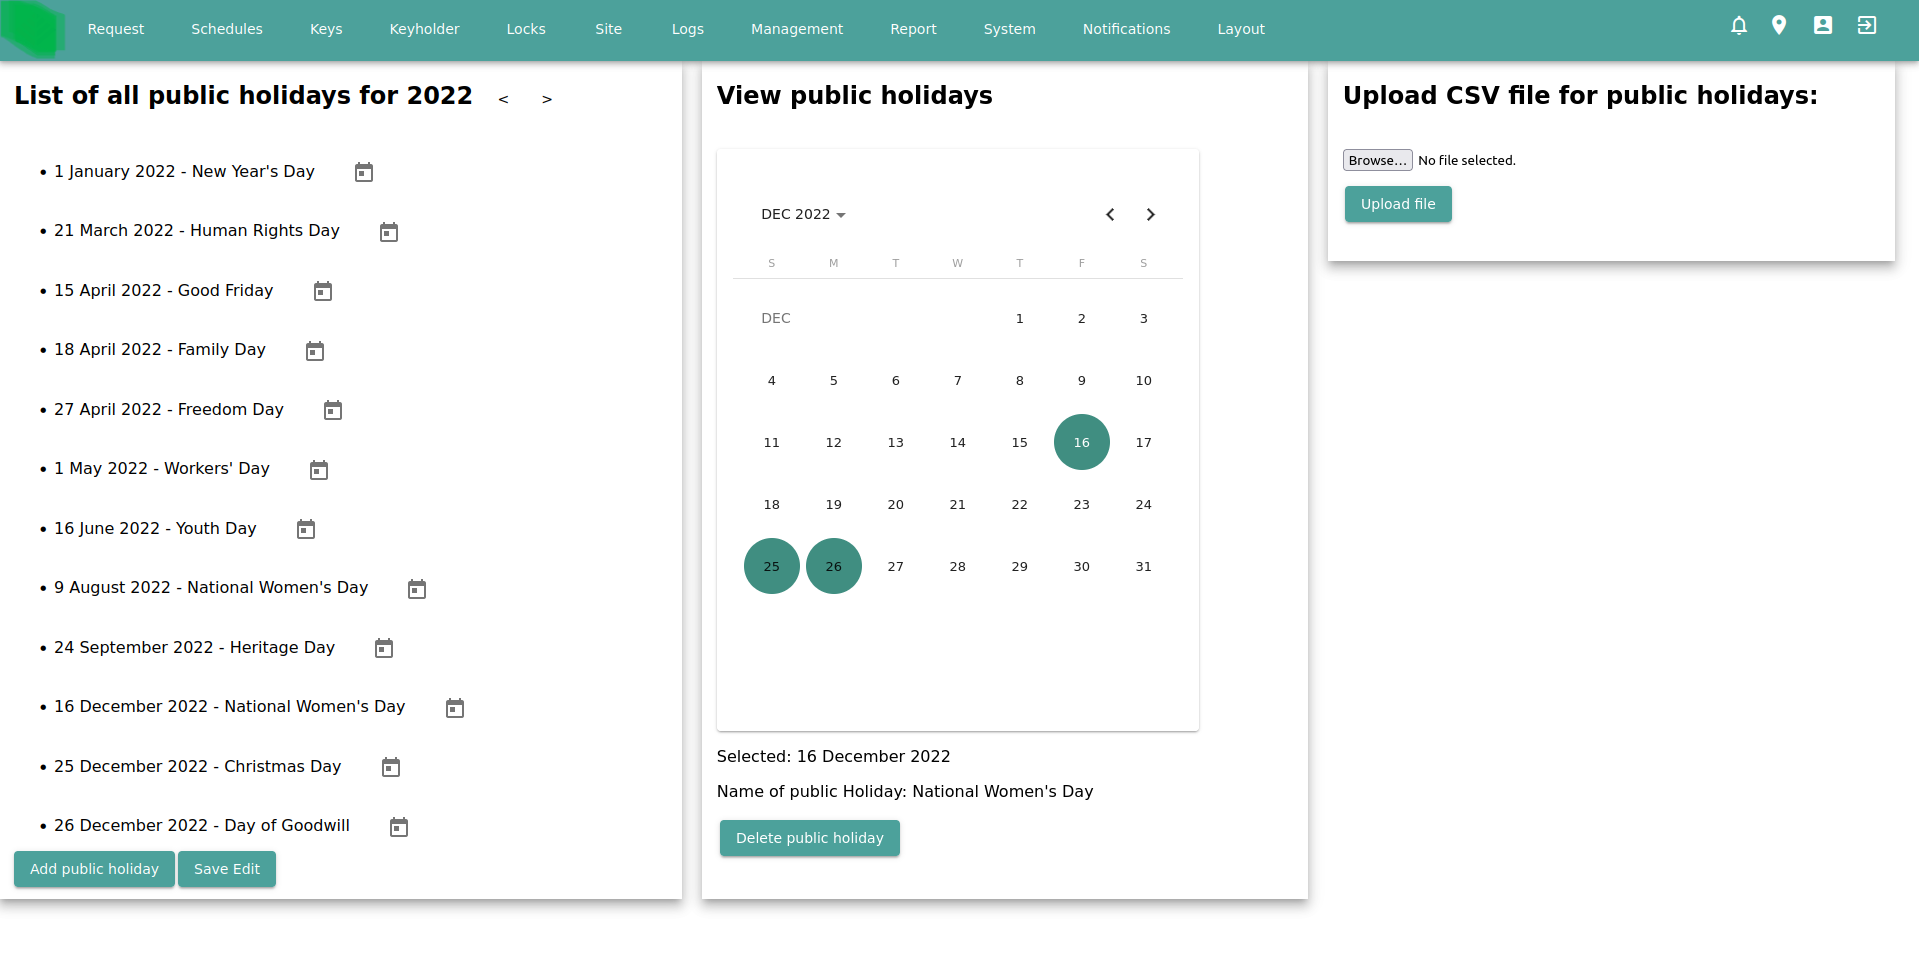 Request Schedules Keys Keyholder Locks Site Logs Management Report System Notifications Layout
List of all public holidays for 2022 < >
• 1 January 2022 - New Year's Day
• 21 March 2022 - Human Rights Day
• 15 April 2022 - Good Friday
• 18 April 2022 - Family Day
• 27 April 2022 - Freedom Day
• 1 May 2022 - Workers' Day
• 16 June 2022 - Youth Day
• 9 August 2022 - National Women's Day
• 24 September 2022 - Heritage Day
• 16 December 2022 - National Women's Day
• 25 December 2022 - Christmas Day
• 26 December 2022 - Day of Goodwill
Add public holiday Save Edit
View public holidays
DEC 2022
S M T W T F S
DEC 1 2 3
4 5 6 7 8 9 10
11 12 13 14 15 16 17
18 19 20 21 22 23 24
25 26 27 28 29 30 31
Selected: 16 December 2022
Name of public Holiday: National Women's Day
Delete public holiday
Upload CSV file for public holidays:
Browse... No file selected.
Upload file